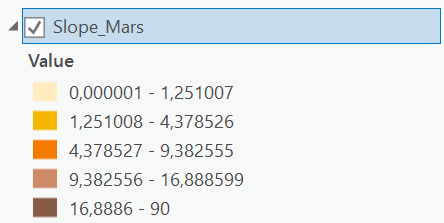 Slope_Mars
Value
0,000001 - 1,251007
1,251008 - 4,378526
4,378527 - 9,382555
9,382556 - 16,888599
16,8886 - 90